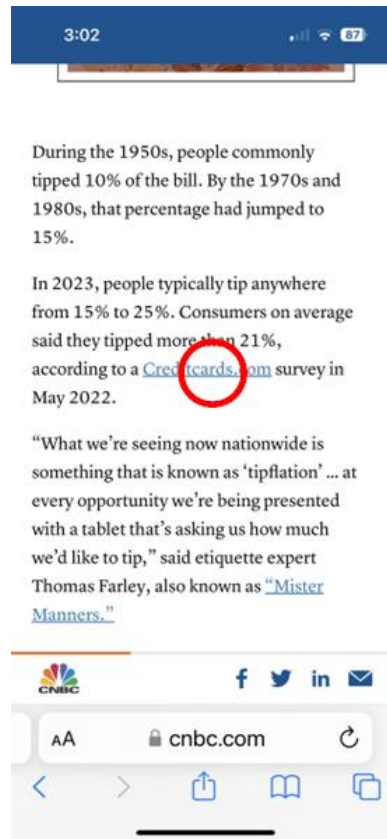 3:02
87
During the 1950s, people commonly
tipped 10% of the bill. By the 1970s and
1980s, that percentage had jumped to
15%.
In 2023, people typically tip anywhere
from 15% to 25%. Consumers on average
said they tipped more than 21%,
according to a Creditcards.com survey in
May 2022.
“What we’re seeing now nationwide is
something that is known as ‘tipflation’ ... at
every opportunity we’re being presented
with a tablet that’s asking us how much
we’d like to tip,” said etiquette expert
Thomas Farley, also known as “Mister
Manners.”
CNBC f in
AA cnbc.com